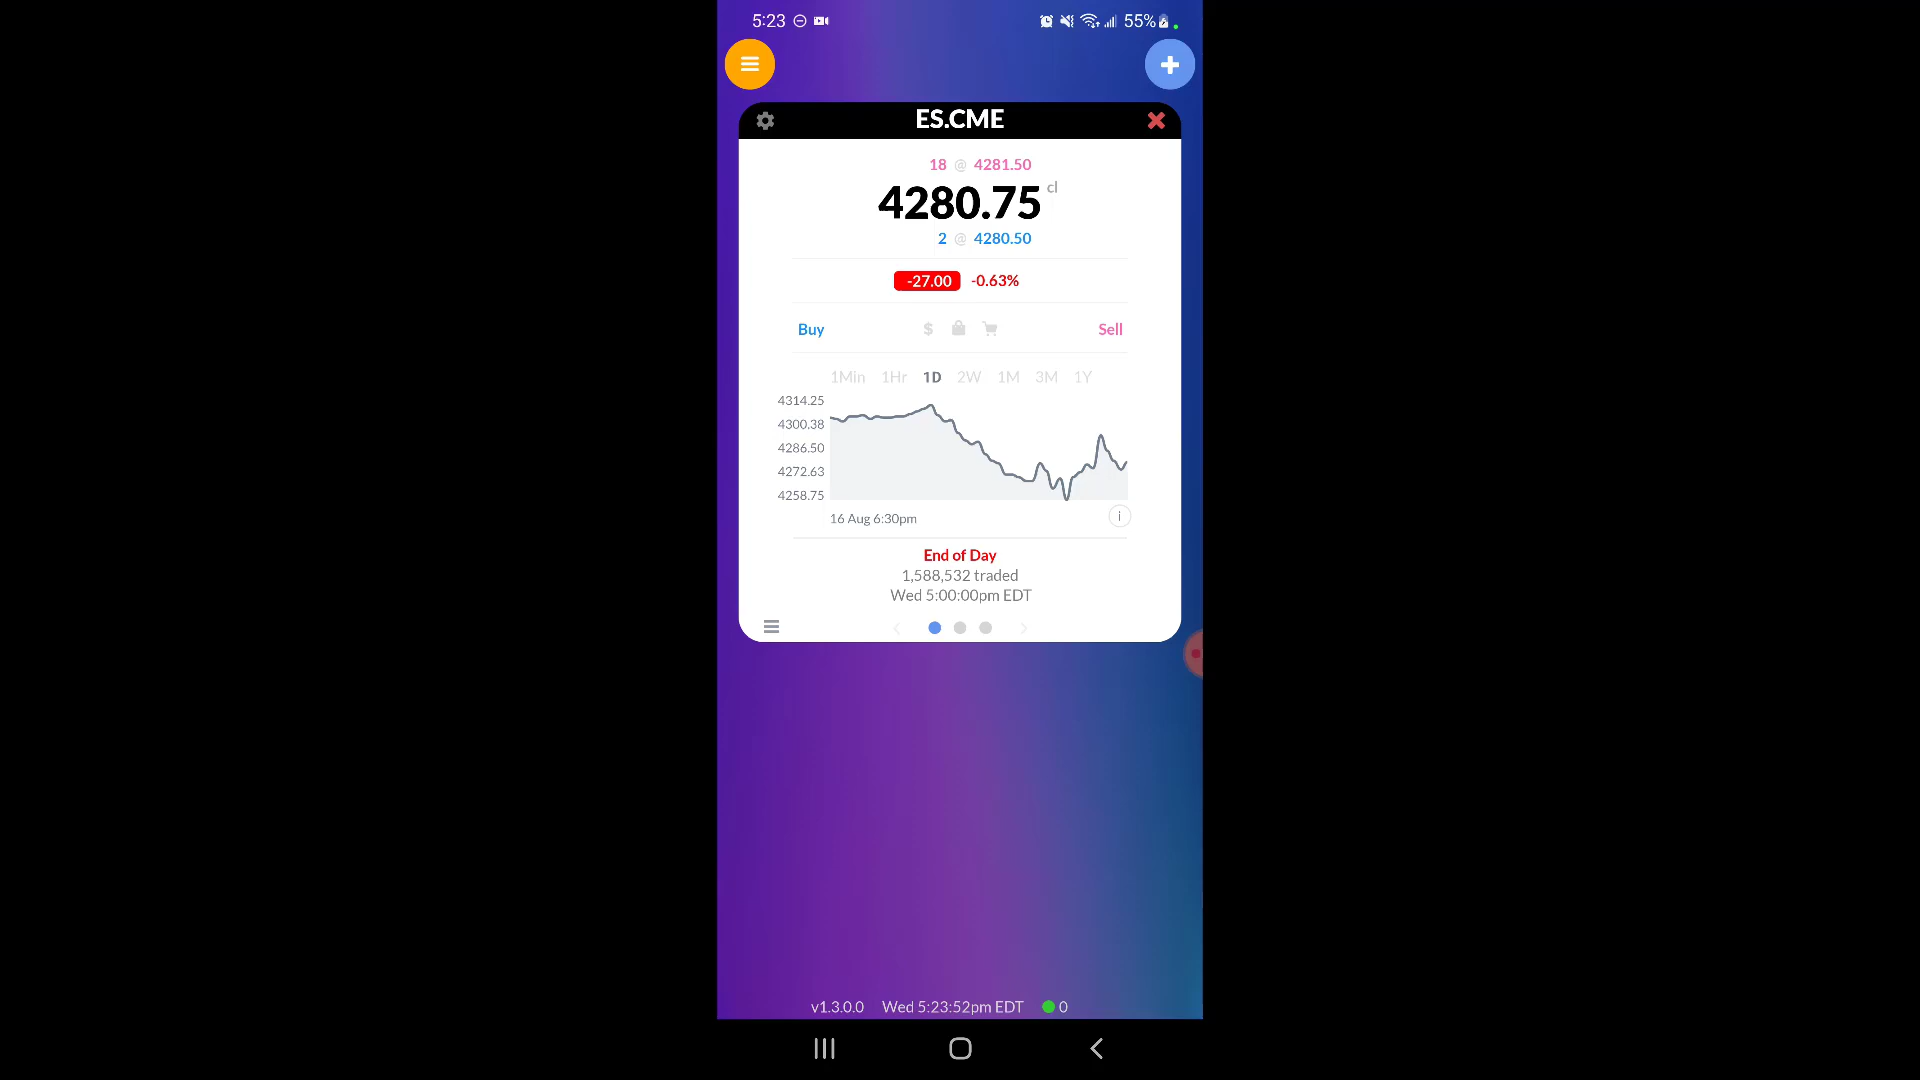 5:23 55%
ES.CME
18 @ 4281.50
4280.75 cl
2 @ 4280.50
-27.00 -0.63%
Buy $ Sell
1Min 1Hr 1D 2W 1M 3M 1Y
4314.25
4300.38
4286.50
4272.63
4258.75
16 Aug 6:30pm i
End of Day
1,588,532 traded
Wed 5:00:00pm EDT
v1.3.0.0 Wed 5:23:52pm EDT 0